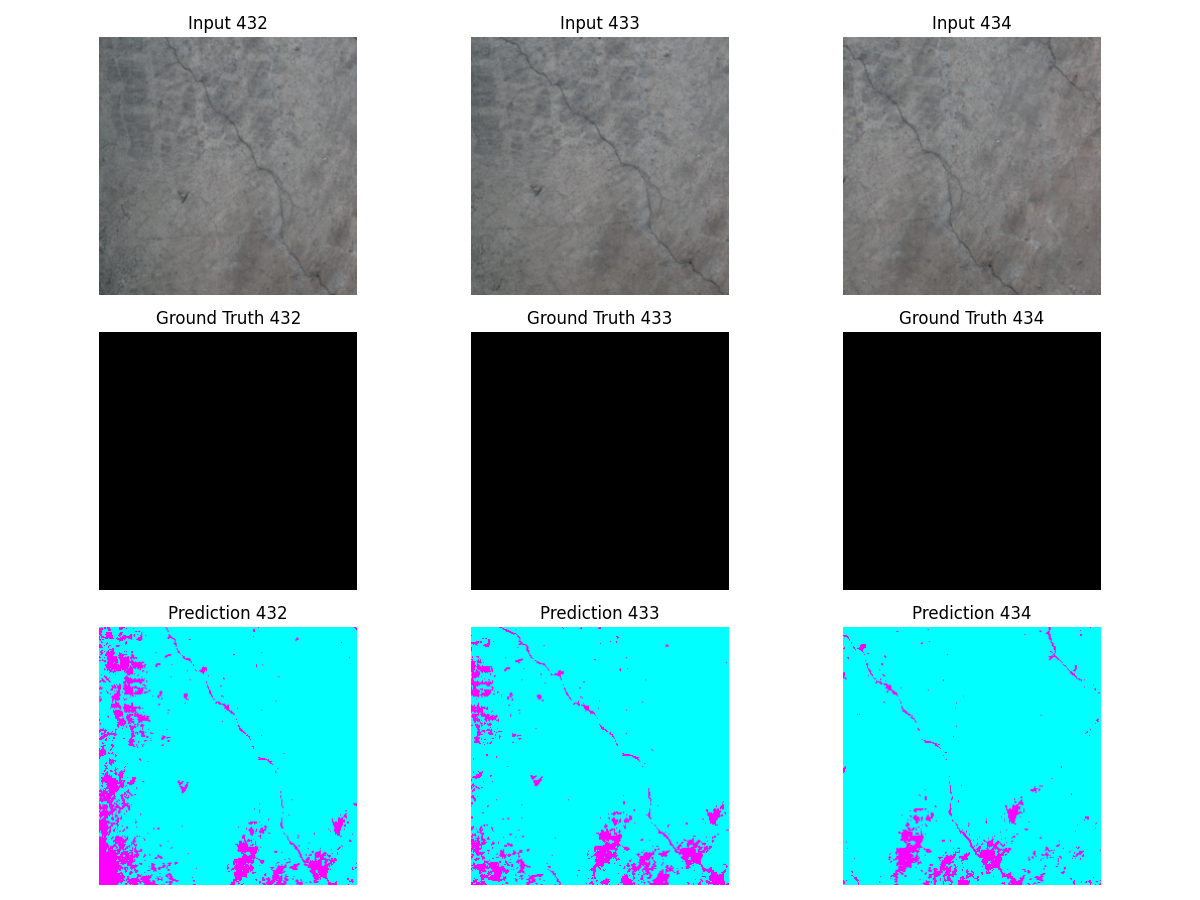 Input 432
Input 433
Input 434
Ground Truth 432
Ground Truth 433
Ground Truth 434
Prediction 432
Prediction 433
Prediction 434